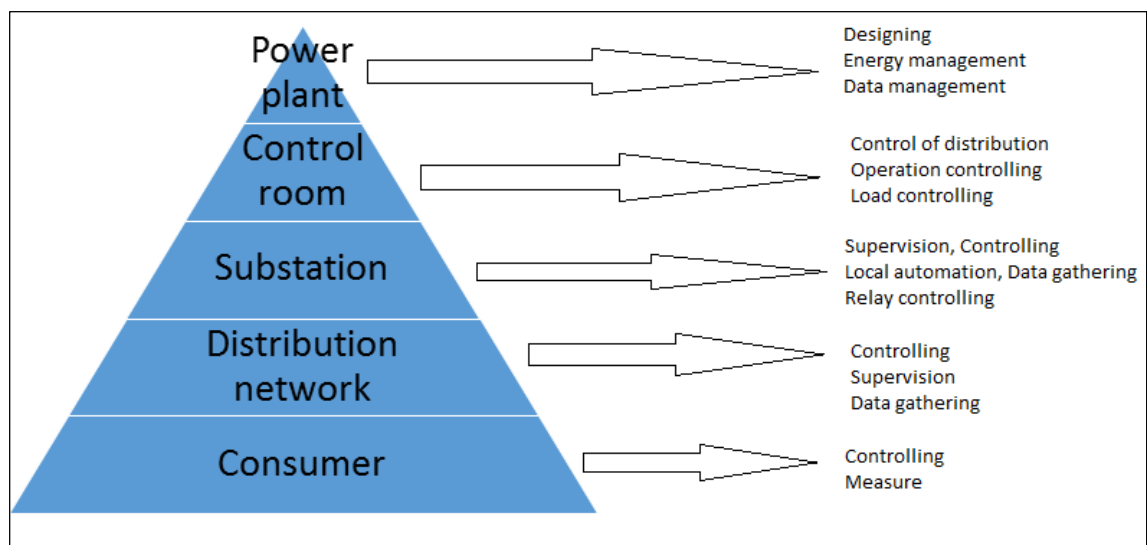 Power
plant
Designing
Energy management
Data management
Control
room
Control of distribution
Operation controlling
Load controlling
Substation
Supervision, Controlling
Local automation, Data gathering
Relay controlling
Distribution
network
Controlling
Supervision
Data gathering
Consumer
Controlling
Measure